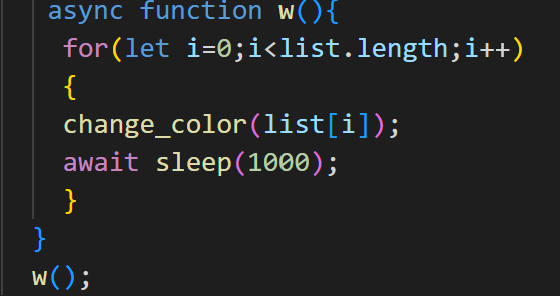 async function w(){
for(let i=0;i<list.length;i++)
{
change_color(list[i]);
await sleep(1000);
}
}
w();